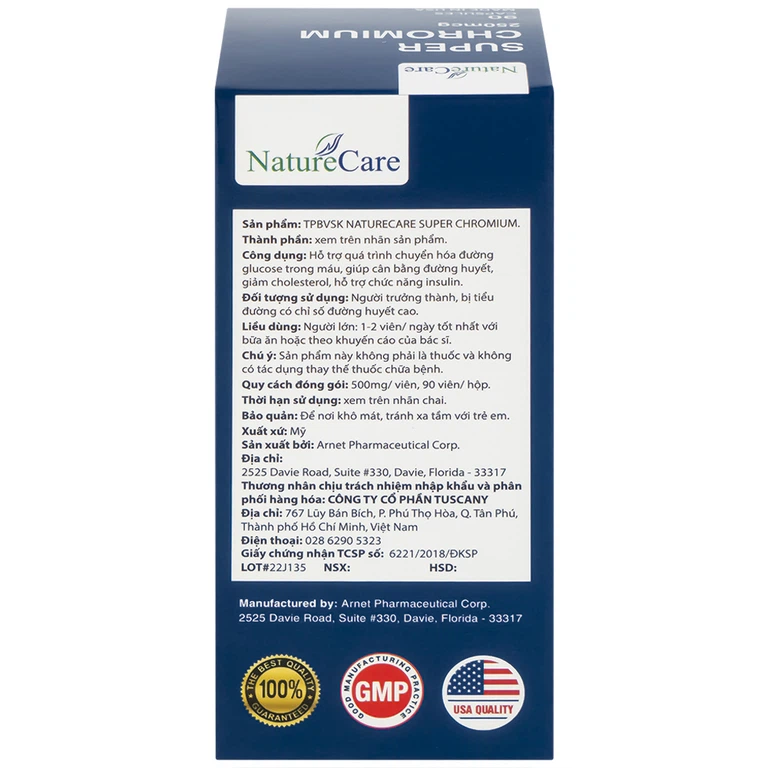 MADE IN USA
CAPSULES
90
250mcg
CHROMIUM
SUPER
NatureCare
NatureCare
Sản phẩm: TPBVSK NATURECARE SUPER CHROMIUM.
Thành phần: xem trên nhãn sản phẩm.
Công dụng: Hỗ trợ quá trình chuyển hóa đường
glucose trong máu, giúp cân bằng đường huyết,
giảm cholesterol, hỗ trợ chức năng insulin.
Đối tượng sử dụng: Người trưởng thành, bị tiểu
đường có chỉ số đường huyết cao.
Liều dùng: Người lớn: 1-2 viên/ ngày tốt nhất với
bữa ăn hoặc theo khuyến cáo của bác sĩ.
Chú ý: Sản phẩm này không phải là thuốc và không
có tác dụng thay thế thuốc chữa bệnh.
Quy cách đóng gói: 500mg/ viên, 90 viên/ hộp.
Thời hạn sử dụng: xem trên nhãn chai.
Bảo quản: Để nơi khô mát, tránh xa tầm với trẻ em.
Xuất xứ: Mỹ
Sản xuất bởi: Arnet Pharmaceutical Corp.
Địa chỉ:
2525 Davie Road, Suite #330, Davie, Florida - 33317
Thương nhân chịu trách nhiệm nhập khẩu và phân
phối hàng hóa: CÔNG TY CỔ PHẦN TUSCANY
Địa chỉ: 767 Lũy Bán Bích, P. Phú Thọ Hòa, Q. Tân Phú,
Thành phố Hồ Chí Minh, Việt Nam
Điện thoại: 028 6290 5323
Giấy chứng nhận TCSP số: 6221/2018/ĐKSP
LOT#22J135 NSX: HSD:
Manufactured by: Arnet Pharmaceutical Corp.
2525 Davie Road, Suite #330, Davie, Florida - 33317
THE BEST QUALITY
100%
GUARANTEED
GOOD MANUFACTURING PRACTICE
GMP
USA QUALITY